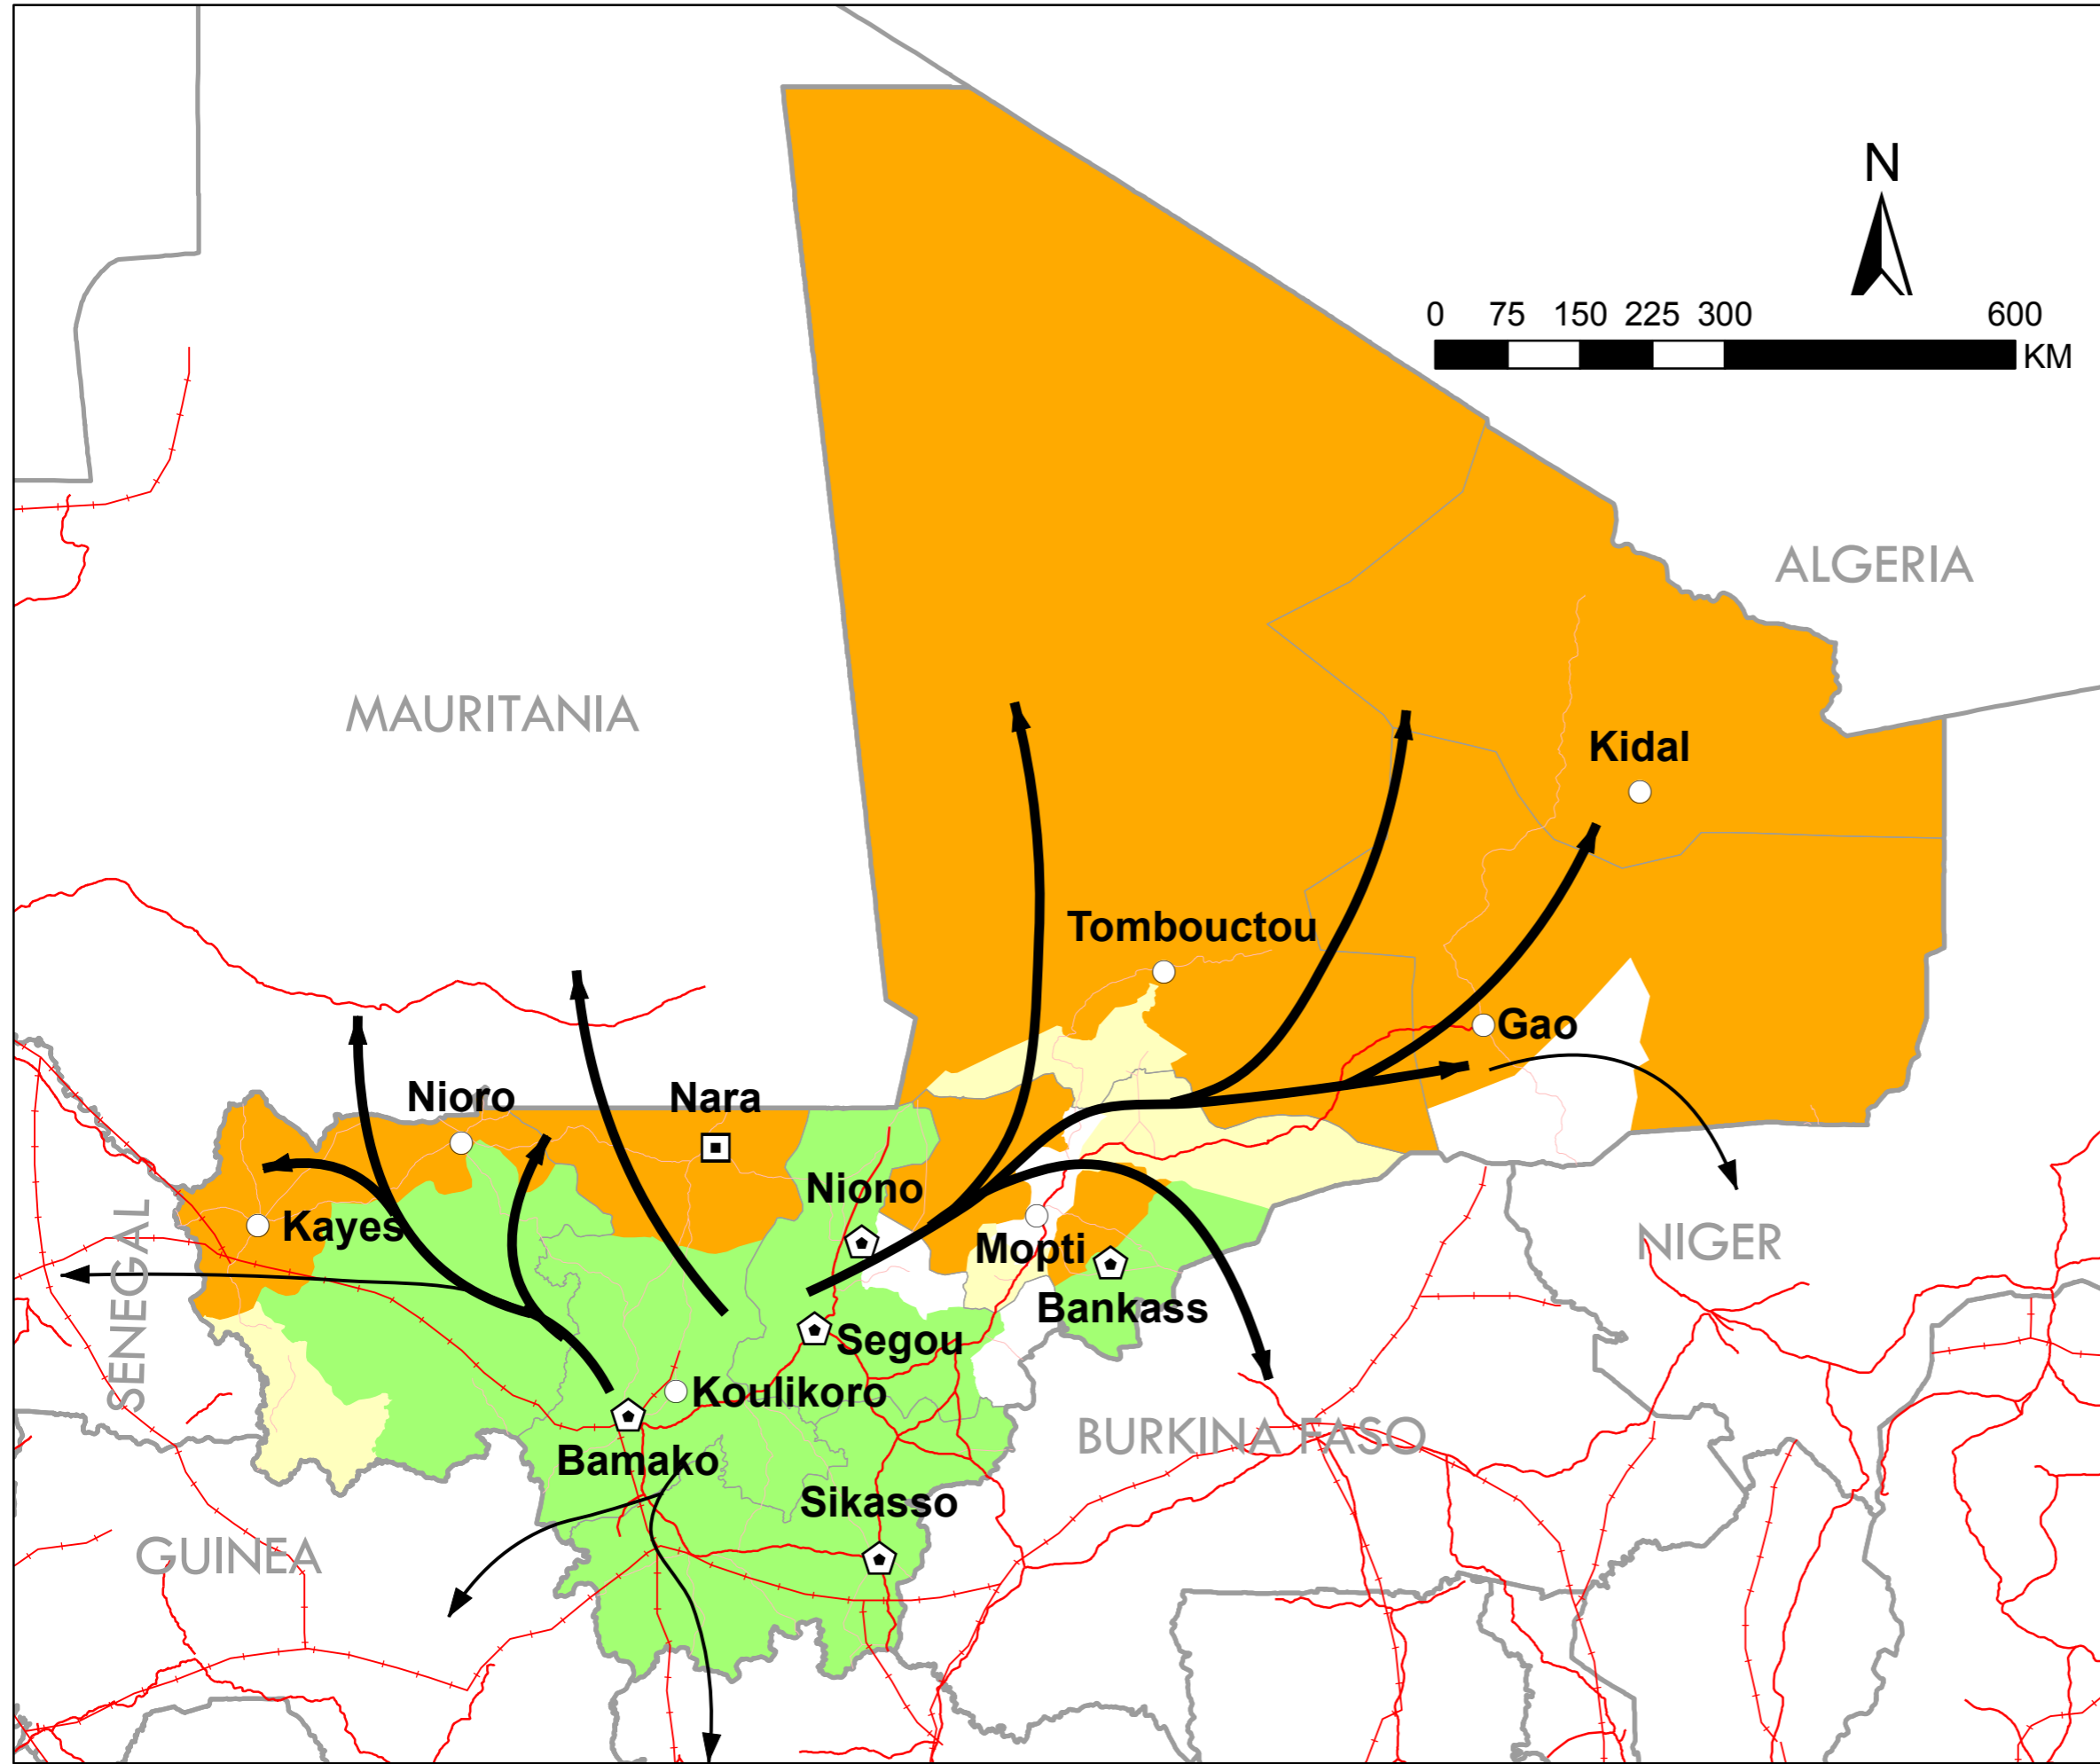 N
0 75 150 225 300 600
KM
ALGERIA
MAURITANIA
Kidal
Tombouctou
Gao
Nioro
Nara
Niono
Kayes
SENEGAL
Mopti
NIGER
Bankass
Segou
Koulikoro
BURKINA FASO
Bamako
Sikasso
GUINEA